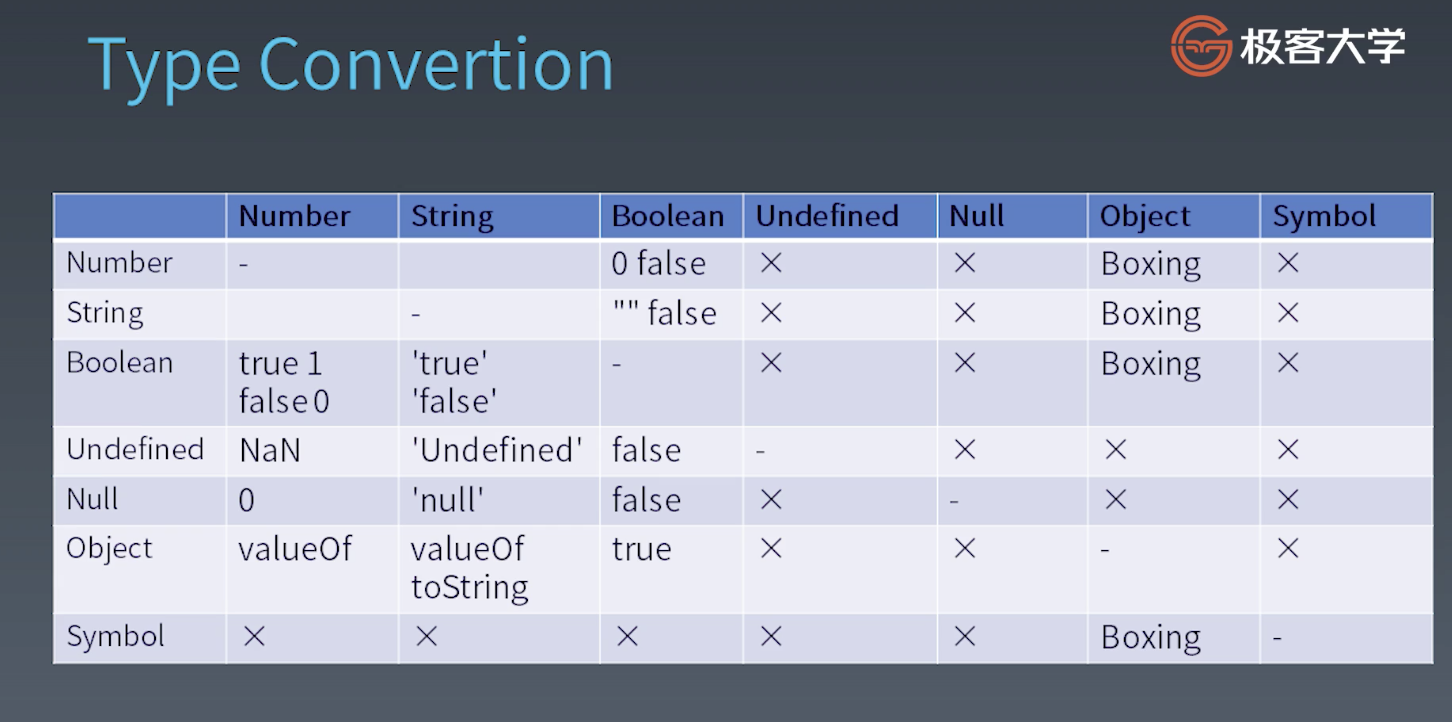 Type Convertion
极客大学
Number String Boolean Undefined Null Object Symbol
Number - 0 false × × Boxing ×
String - "" false × × Boxing ×
Boolean true 1 'true' - × × Boxing ×
false 0 'false'
Undefined NaN 'Undefined' false - × × ×
Null 0 'null' false × - × ×
Object valueOf valueOf true × × - ×
toString
Symbol × × × × × Boxing -